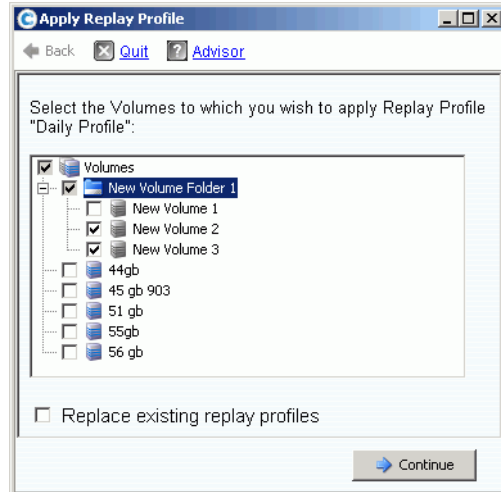 Apply Replay Profile
Back Quit Advisor
Select the Volumes to which you wish to apply Replay Profile
"Daily Profile":
Volumes
New Volume Folder 1
New Volume 1
New Volume 2
New Volume 3
44gb
45 gb 903
51 gb
55gb
56 gb
Replace existing replay profiles
Continue